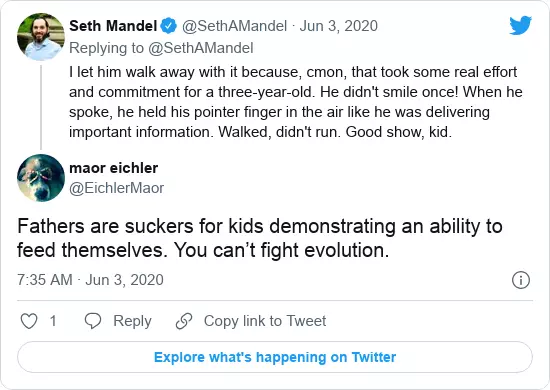 Seth Mandel @SethAMandel · Jun 3, 2020
Replying to @SethAMandel
I let him walk away with it because, cmon, that took some real effort
and commitment for a three-year-old. He didn't smile once! When he
spoke, he held his pointer finger in the air like he was delivering
important information. Walked, didn't run. Good show, kid.
maor eichler
@EichlerMaor
Fathers are suckers for kids demonstrating an ability to
feed themselves. You can’t fight evolution.
7:35 AM · Jun 3, 2020
1 Reply Copy link to Tweet
Explore what's happening on Twitter